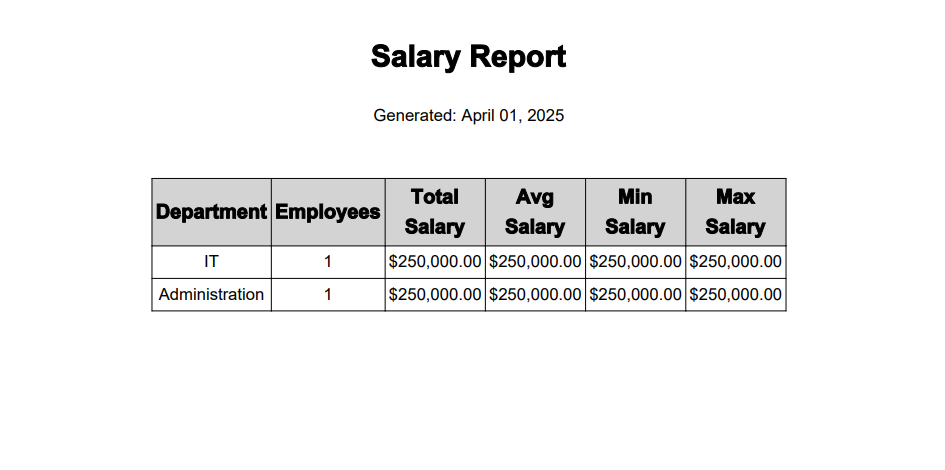 Salary Report
Generated: April 01, 2025
Department Employees Total Salary Avg Salary Min Salary Max Salary
IT 1 $250,000.00 $250,000.00 $250,000.00 $250,000.00
Administration 1 $250,000.00 $250,000.00 $250,000.00 $250,000.00